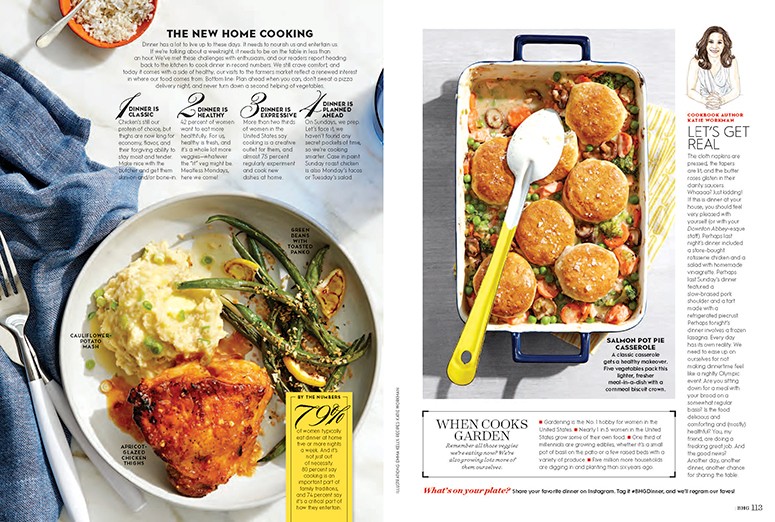 THE NEW HOME COOKING
Dinner has a lot to live up to these days. It needs to nourish us and entertain us.
If we're talking about a weeknight, it needs to be on the table in less than
an hour. We've met these challenges with enthusiasm, and our readers report heading
back to the kitchen to cook dinner in record numbers. We still crave comfort, and
today it comes with a side of healthy; our visits to the farmers market reflect a renewed interest
in where our food comes from. Bottom line: Plan ahead when you can, don't sweat a pizza
delivery night, and never turn down a second helping of vegetables.
1 DINNER IS
CLASSIC
Chicken's still our
protein of choice, but
thighs are now long for
economy, flavor, and
their forgiving ability to
stay moist and tender.
Make nice with the
butcher and get them
skin-on and/or bone-in.
2 DINNER IS
HEALTHY
42 percent of women
want to eat more
healthfully. For us,
healthy is fresh, and
it's a whole lot more
veggies—whatever
the "it" veg might be.
Meatless Mondays,
here we come!
3 DINNER IS
EXPRESSIVE
More than two thirds
of women in the
United States say
cooking is a creative
outlet for them, and
almost 75 percent
regularly experiment
and cook new
dishes at home.
4 DINNER IS
PLANNED
AHEAD
On Sundays, we prep.
Let's face it, we
haven't found any
secret pockets of time,
so we're cooking
smarter. Case in point:
Sunday roast chicken
is also Monday's tacos
or Tuesday's salad.
GREEN
BEANS
WITH
TOASTED
PANKO
CAULIFLOWER-
POTATO
MASH
APRICOT-
GLAZED
CHICKEN
THIGHS
BY THE NUMBERS
79%
of women typically
eat dinner at home
five or more nights
a week. And it's
not just out
of necessity:
80 percent say
cooking is an
important part of
family traditions,
and 74 percent say
it's a critical part of
how they entertain.
SALMON POT PIE
CASSEROLE
A classic casserole
gets a healthy makeover.
Five vegetables pack this
lighter, fresher
meal-in-a-dish with a
cornmeal biscuit crown.
WHEN COOKS
GARDEN
Remember all those veggies
we're eating now? We're
also growing lots more of
them ourselves.
■ Gardening is the No. 1 hobby for women in the
United States. ■ Nearly 1 in 5 women in the United
States grow some of their own food. ■ One third of
millennials are growing edibles, whether it's a small
pot of basil on the patio or a few raised beds with a
variety of produce. ■ Five million more households
are digging in and planting than six years ago.
What's on your plate? Share your favorite dinner on Instagram. Tag it #BHGDinner, and we'll regram our faves!
COOKBOOK AUTHOR
KATIE WORKMAN
LET'S GET
REAL
The cloth napkins are
pressed, the tapers
are lit, and the butter
roses glisten in their
dainty saucers.
Whaaaa? Just kidding!
If this is dinner at your
house, you should feel
very pleased with
yourself (or with your
Downton Abbey-esque
staff). Perhaps last
night's dinner included
a store-bought
rotisserie chicken and a
salad with homemade
vinaigrette. Perhaps
last Sunday's dinner
featured a
slow-braised pork
shoulder and a tart
made with a
refrigerated piecrust.
Perhaps tonight's
dinner involves a frozen
lasagna. Every day
has its own reality. We
need to ease up on
ourselves for not
making dinnertime feel
like a nightly Olympic
event. Are you sitting
down for a meal with
your brood on a
somewhat regular
basis? Is the food
delicious and
comforting and (mostly)
healthful? You, my
friend, are doing a
freaking great job. And
the good news?
Another day, another
dinner, another chance
for sharing the table.
BHG 113